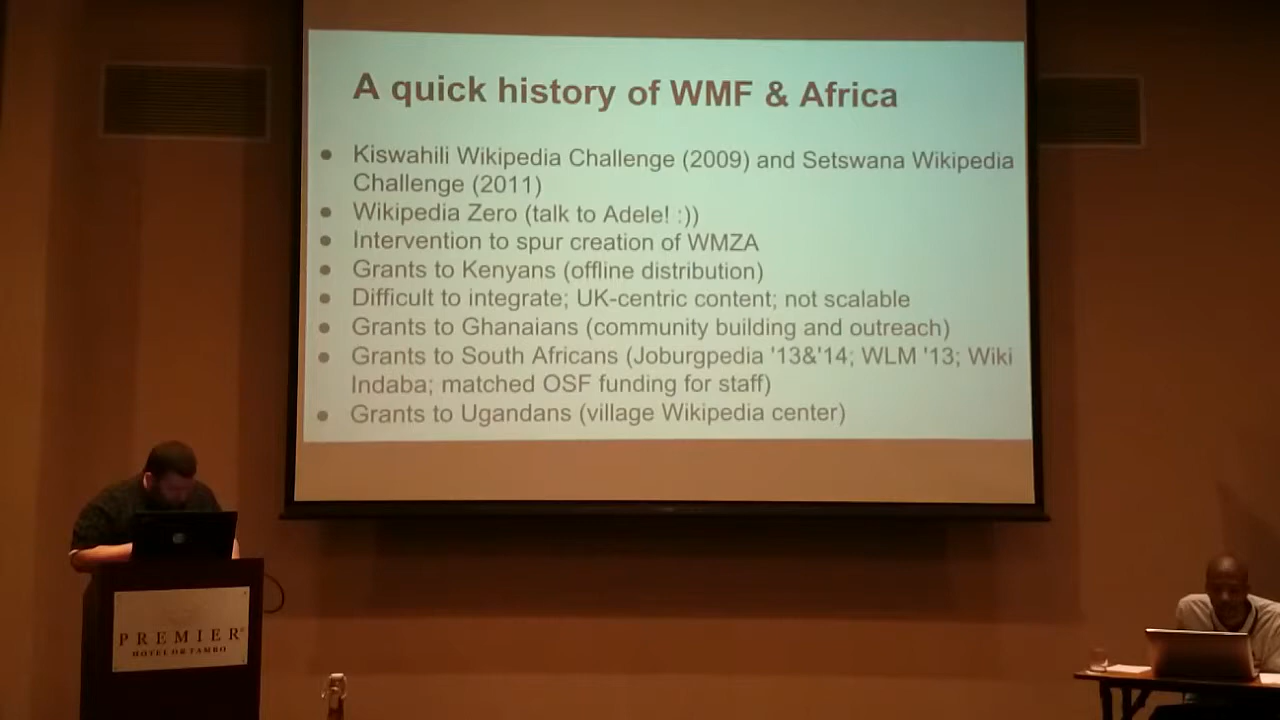 A quick history of WMF & Africa
● Kiswahili Wikipedia Challenge (2009) and Setswana Wikipedia
Challenge (2011)
● Wikipedia Zero (talk to Adele! :))
● Intervention to spur creation of WMZA
● Grants to Kenyans (offline distribution)
● Difficult to integrate; UK-centric content; not scalable
● Grants to Ghanaians (community building and outreach)
● Grants to South Africans (Joburgpedia '13&'14; WLM '13; Wiki
Indaba; matched OSF funding for staff)
● Grants to Ugandans (village Wikipedia center)
PREMIER
HOTEL OR TAMBO